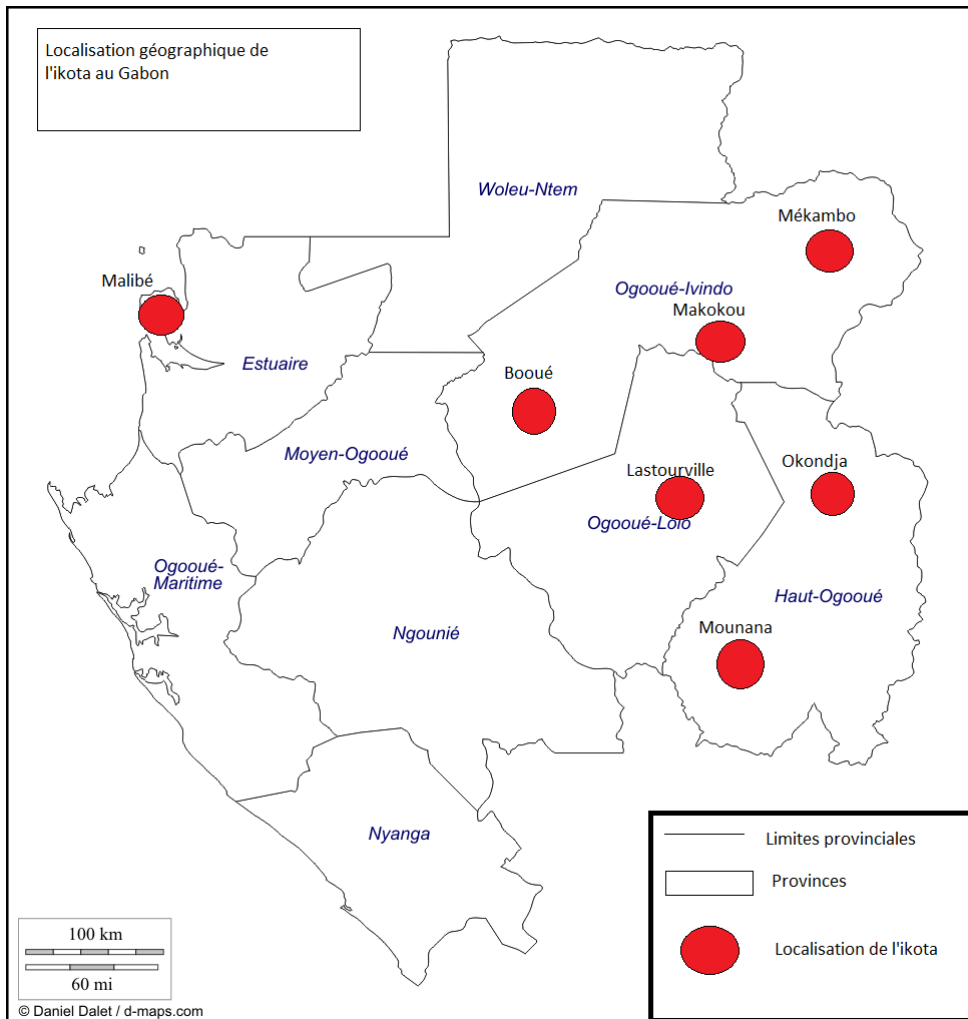 Localisation géographique de
l'ikota au Gabon
Woleu-Ntem
Mékambo
Malibé
Ogooué-Ivindo
Makokou
Estuaire
Booué
Moyen-Ogooué
Lastourville
Okondja
Ogooué-Lolo
Ogooué-
Maritime
Haut-Ogooué
Ngounié
Mounana
Nyanga
Limites provinciales
Provinces
Localisation de l'ikota
100 km
60 mi
© Daniel Dalet / d-maps.com